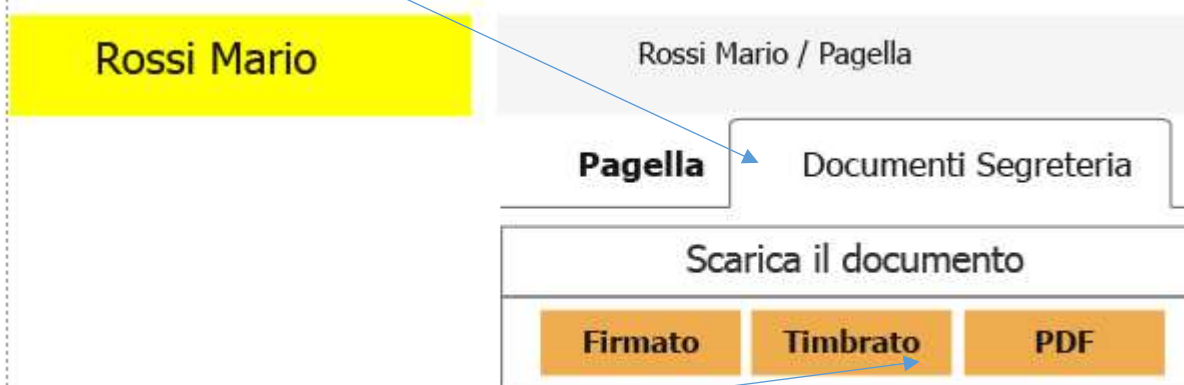 Rossi Mario
Rossi Mario / Pagella
Pagella
Documenti Segreteria
Scarica il documento
Firmato
Timbrato
PDF